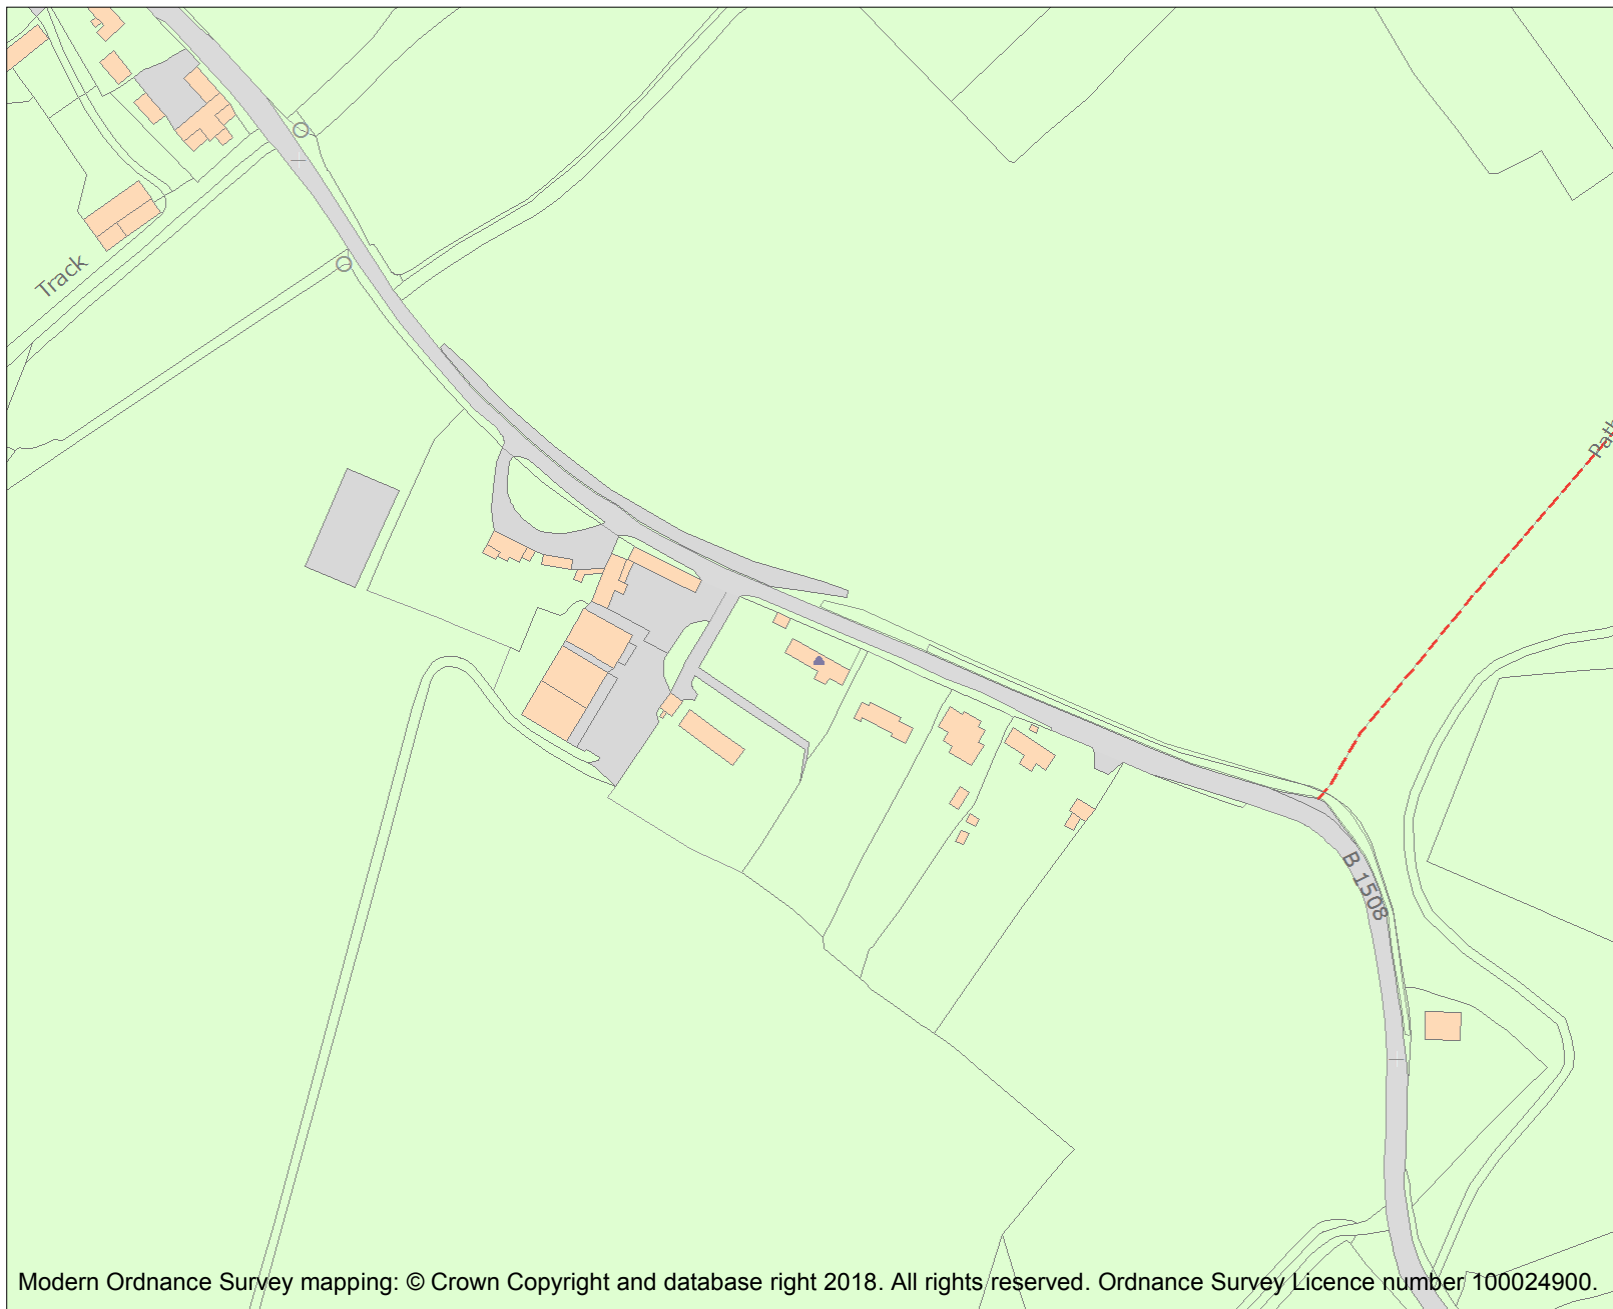 Track
Path
B 1508
Modern Ordnance Survey mapping: © Crown Copyright and database right 2018. All rights reserved. Ordnance Survey Licence number 100024900.